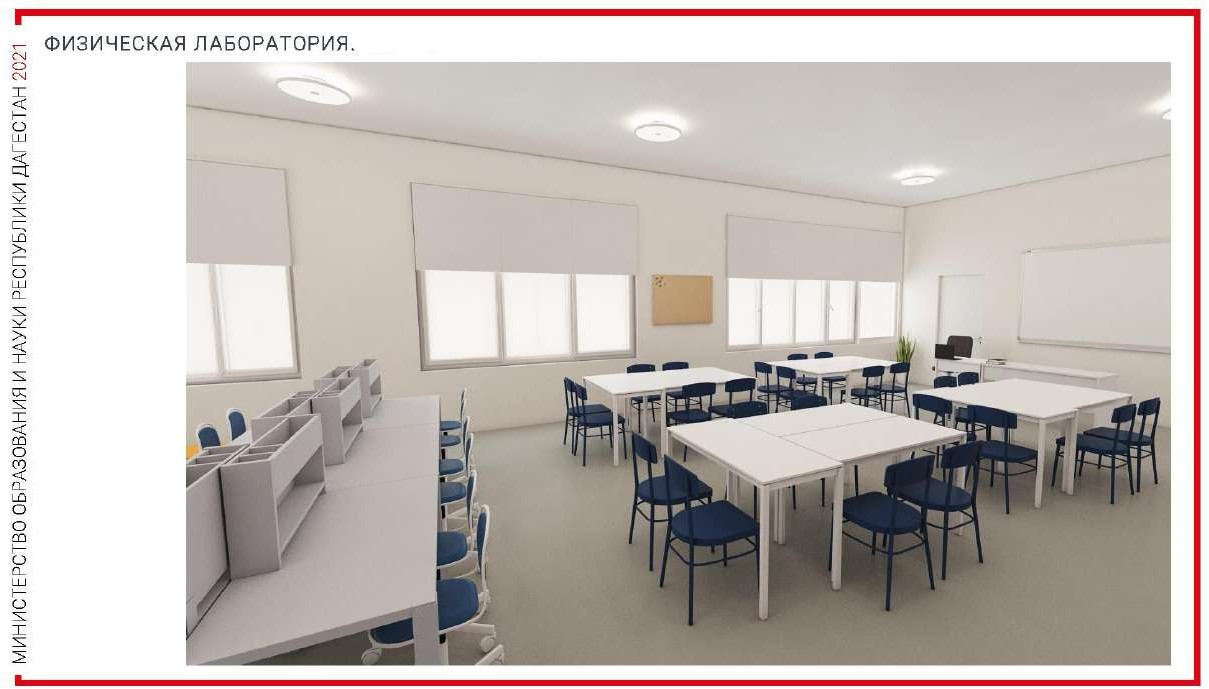 ФИЗИЧЕСКАЯ ЛАБОРАТОРИЯ.
МИНИСТЕРСТВО ОБРАЗОВАНИЯ И НАУКИ РЕСПУБЛИКИ ДАГЕСТАН 2021